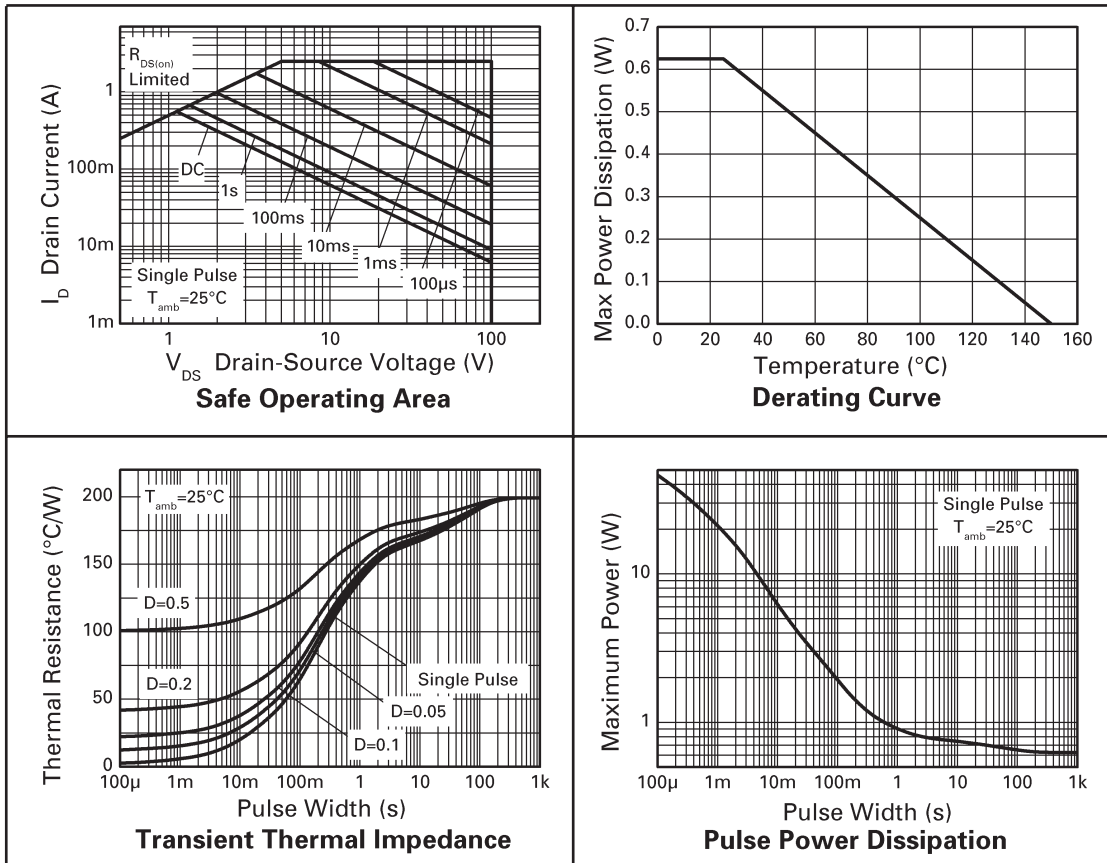 R DS(on)
Limited
I D Drain Current (A)
1
100m
10m
1m
DC
1s
100ms
10ms
1ms
100µs
Single Pulse
T amb =25°C
1
10
100
V DS Drain-Source Voltage (V)
Safe Operating Area
Max Power Dissipation (W)
0.7
0.6
0.5
0.4
0.3
0.2
0.1
0.0
0 20 40 60 80 100 120 140 160
Temperature (°C)
Derating Curve
Thermal Resistance (°C/W)
200
150
100
50
0
T amb =25°C
D=0.5
D=0.2
Single Pulse
D=0.05
D=0.1
100µ 1m 10m 100m 1 10 100 1k
Pulse Width (s)
Transient Thermal Impedance
Maximum Power (W)
10
1
Single Pulse
T amb =25°C
100µ 1m 10m 100m 1 10 100 1k
Pulse Width (s)
Pulse Power Dissipation